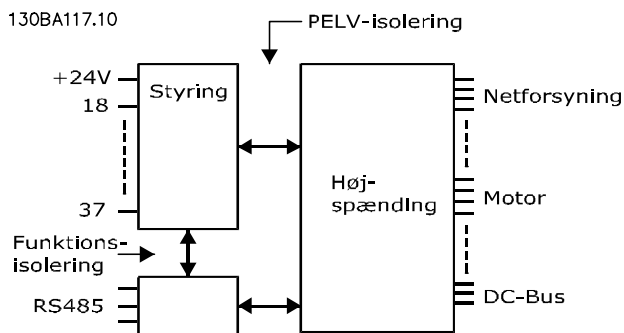 130BA117.10
PELV-isolering
+24V
Styring
18
Netforsyning
Høj-
spænding
37
Motor
Funktions-
isolering
RS485
DC-Bus